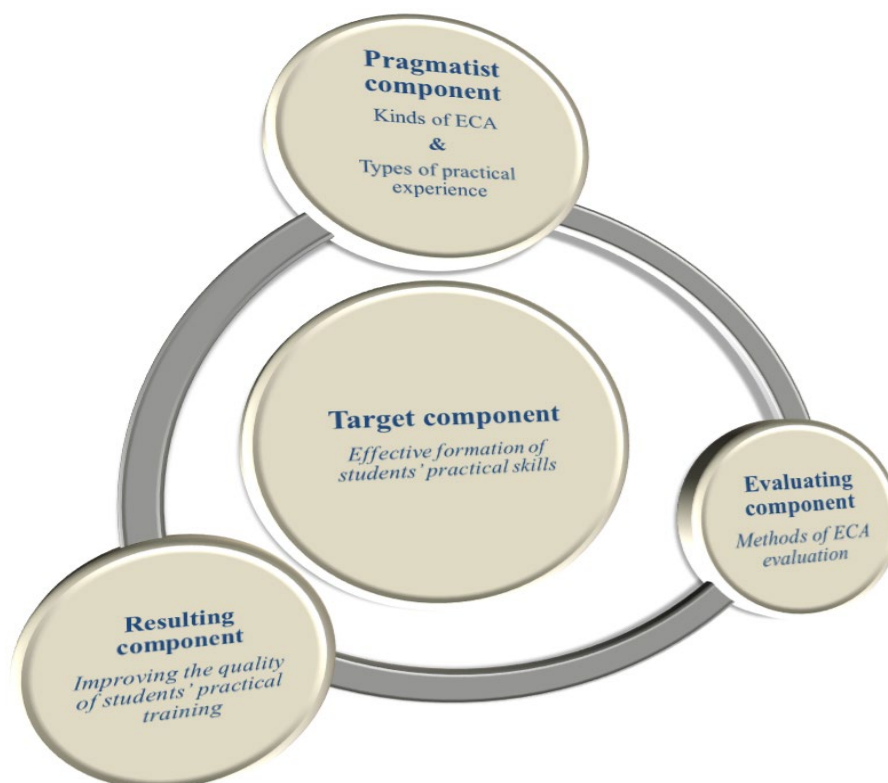 Pragmatist
component
Kinds of ECA
&
Types of practical
experience
Target component
Effective formation of
students’ practical skills
Evaluating
component
Methods of ECA
evaluation
Resulting
component
Improving the quality
of students’ practical
training